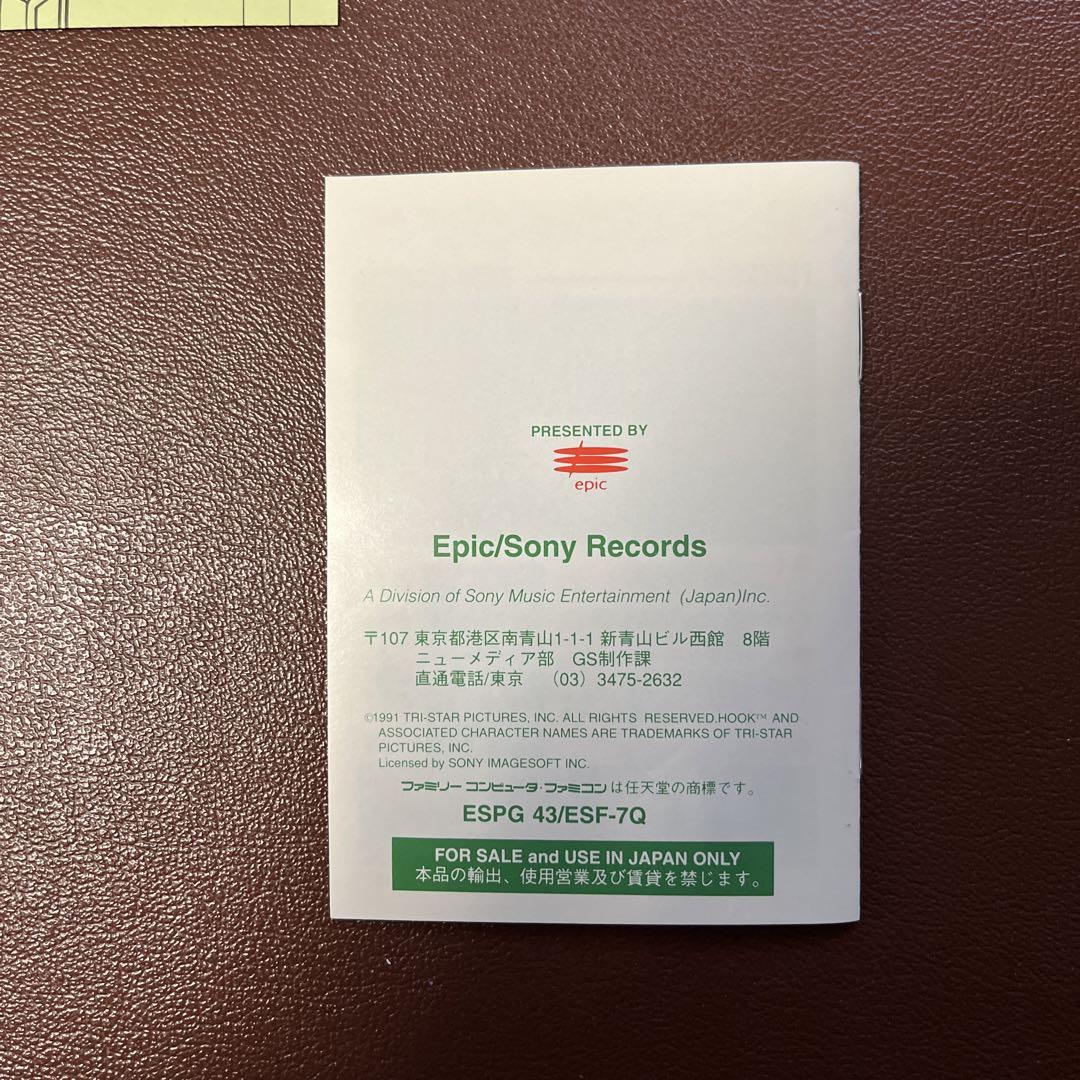 PRESENTED BY
epic
Epic/Sony Records
A Division of Sony Music Entertainment (Japan)Inc.
〒107 東京都港区南青山1-1-1 新青山ビル西館　8階
ニューメディア部　GS制作課
直通電話/東京　（03）3475-2632
©1991 TRI-STAR PICTURES, INC. ALL RIGHTS RESERVED.HOOK™ AND
ASSOCIATED CHARACTER NAMES ARE TRADEMARKS OF TRI-STAR
PICTURES, INC.
Licensed by SONY IMAGESOFT INC.
ファミリーコンピュータ・ファミコンは任天堂の商標です。
ESPG 43/ESF-7Q
FOR SALE and USE IN JAPAN ONLY
本品の輸出、使用営業及び賃貸を禁じます。